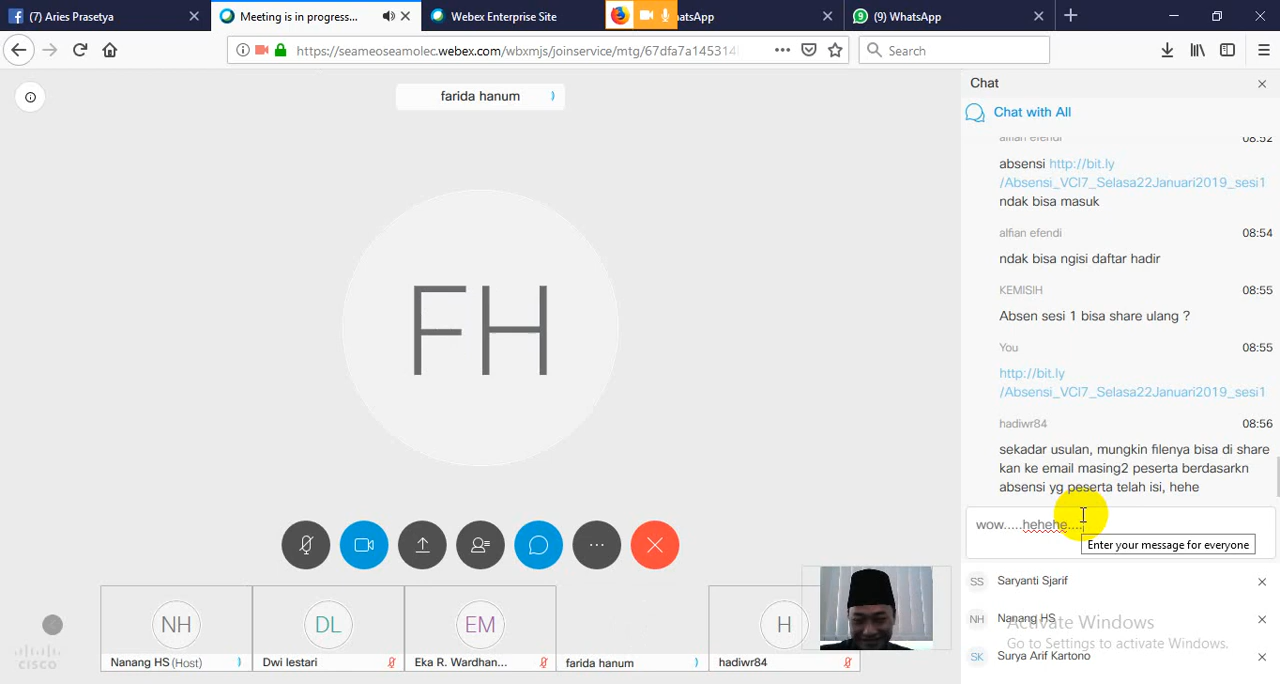 (7) Aries Prasetya
Meeting is in progress...
Webex Enterprise Site
hatsApp
(9) WhatsApp
https://seameoseamolec.webex.com/wbxmjs/joinservice/mtg/67dfa7a145314
Search
farida hanum
Chat
Chat with All
FH
alfian efendi 08:52
absensi http://bit.ly
/Absensi_VCI7_Selasa22Januari2019_sesi1
ndak bisa masuk
alfian efendi 08:54
ndak bisa ngisi daftar hadir
KEMISIH 08:55
Absen sesi 1 bisa share ulang ?
You 08:55
http://bit.ly
/Absensi_VCI7_Selasa22Januari2019_sesi1
hadiwr84 08:56
sekadar usulan, mungkin filenya bisa di share
kan ke email masing2 peserta berdasarkn
absensi yg peserta telah isi, hehe
wow.....hehehe....
Enter your message for everyone
SS Saryanti Sjarif
NH Nanang HS
SK Surya Arif Kartono
Activate Windows
Go to Settings to activate Windows.
NH
DL
EM
H
Nanang HS (Host)
Dwi lestari
Eka R. Wardhan...
farida hanum
hadiwr84
cisco